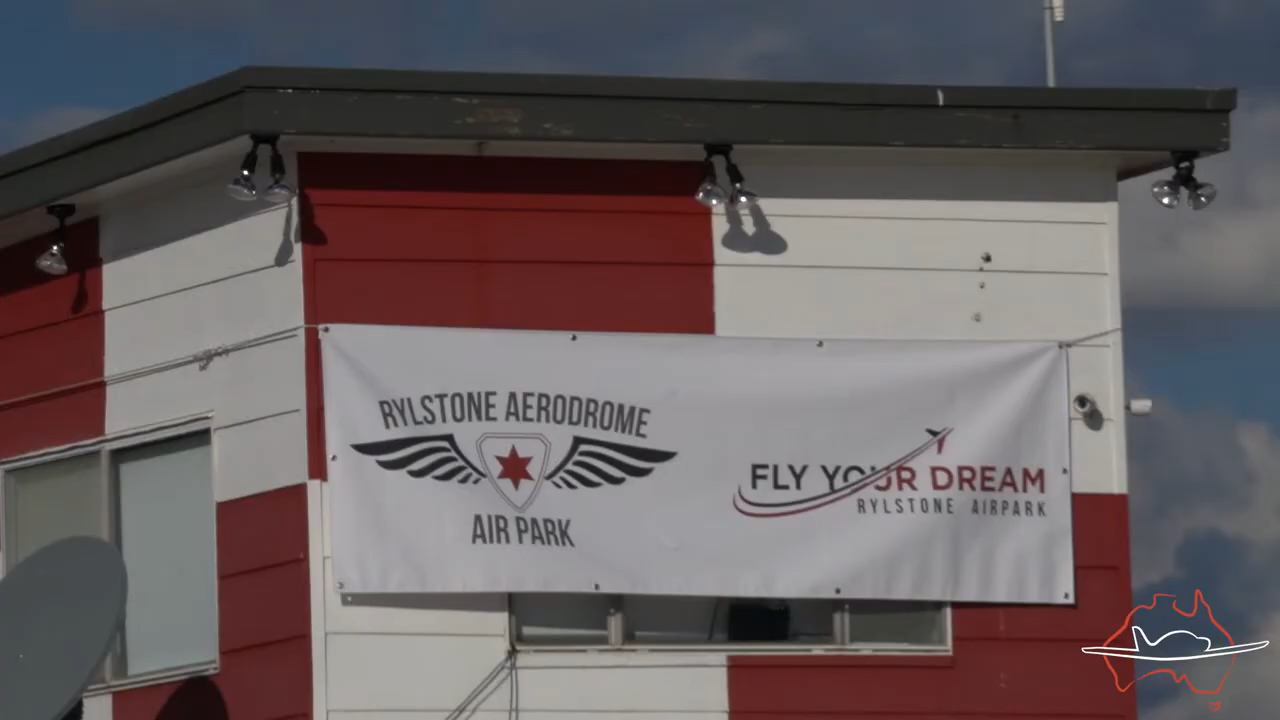 RYLSTONE AERODROME
AIR PARK
FLY YOUR DREAM
RYLSTONE AIRPARK